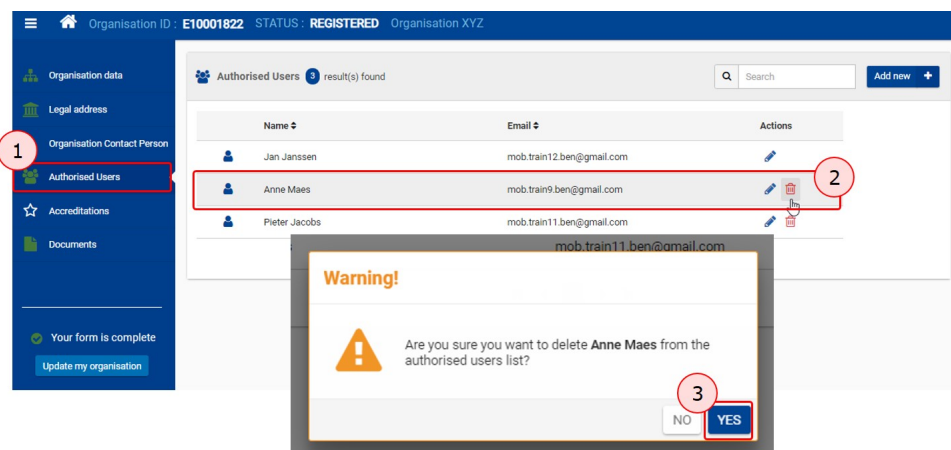 Organisation ID : E10001822 STATUS : REGISTERED Organisation XYZ
Organisation data
Legal address
Organisation Contact Person
1
Authorised Users
Accreditations
Documents
Your form is complete
Update my organisation
Authorised Users 3 result(s) found
Search
Add new +
Name Email Actions
Jan Janssen mob.train12.ben@gmail.com
Anne Maes mob.train9.ben@gmail.com
2
Pieter Jacobs mob.train11.ben@gmail.com
mob.train11.ben@gmail.com
Warning!
Are you sure you want to delete Anne Maes from the
authorised users list?
3
NO YES